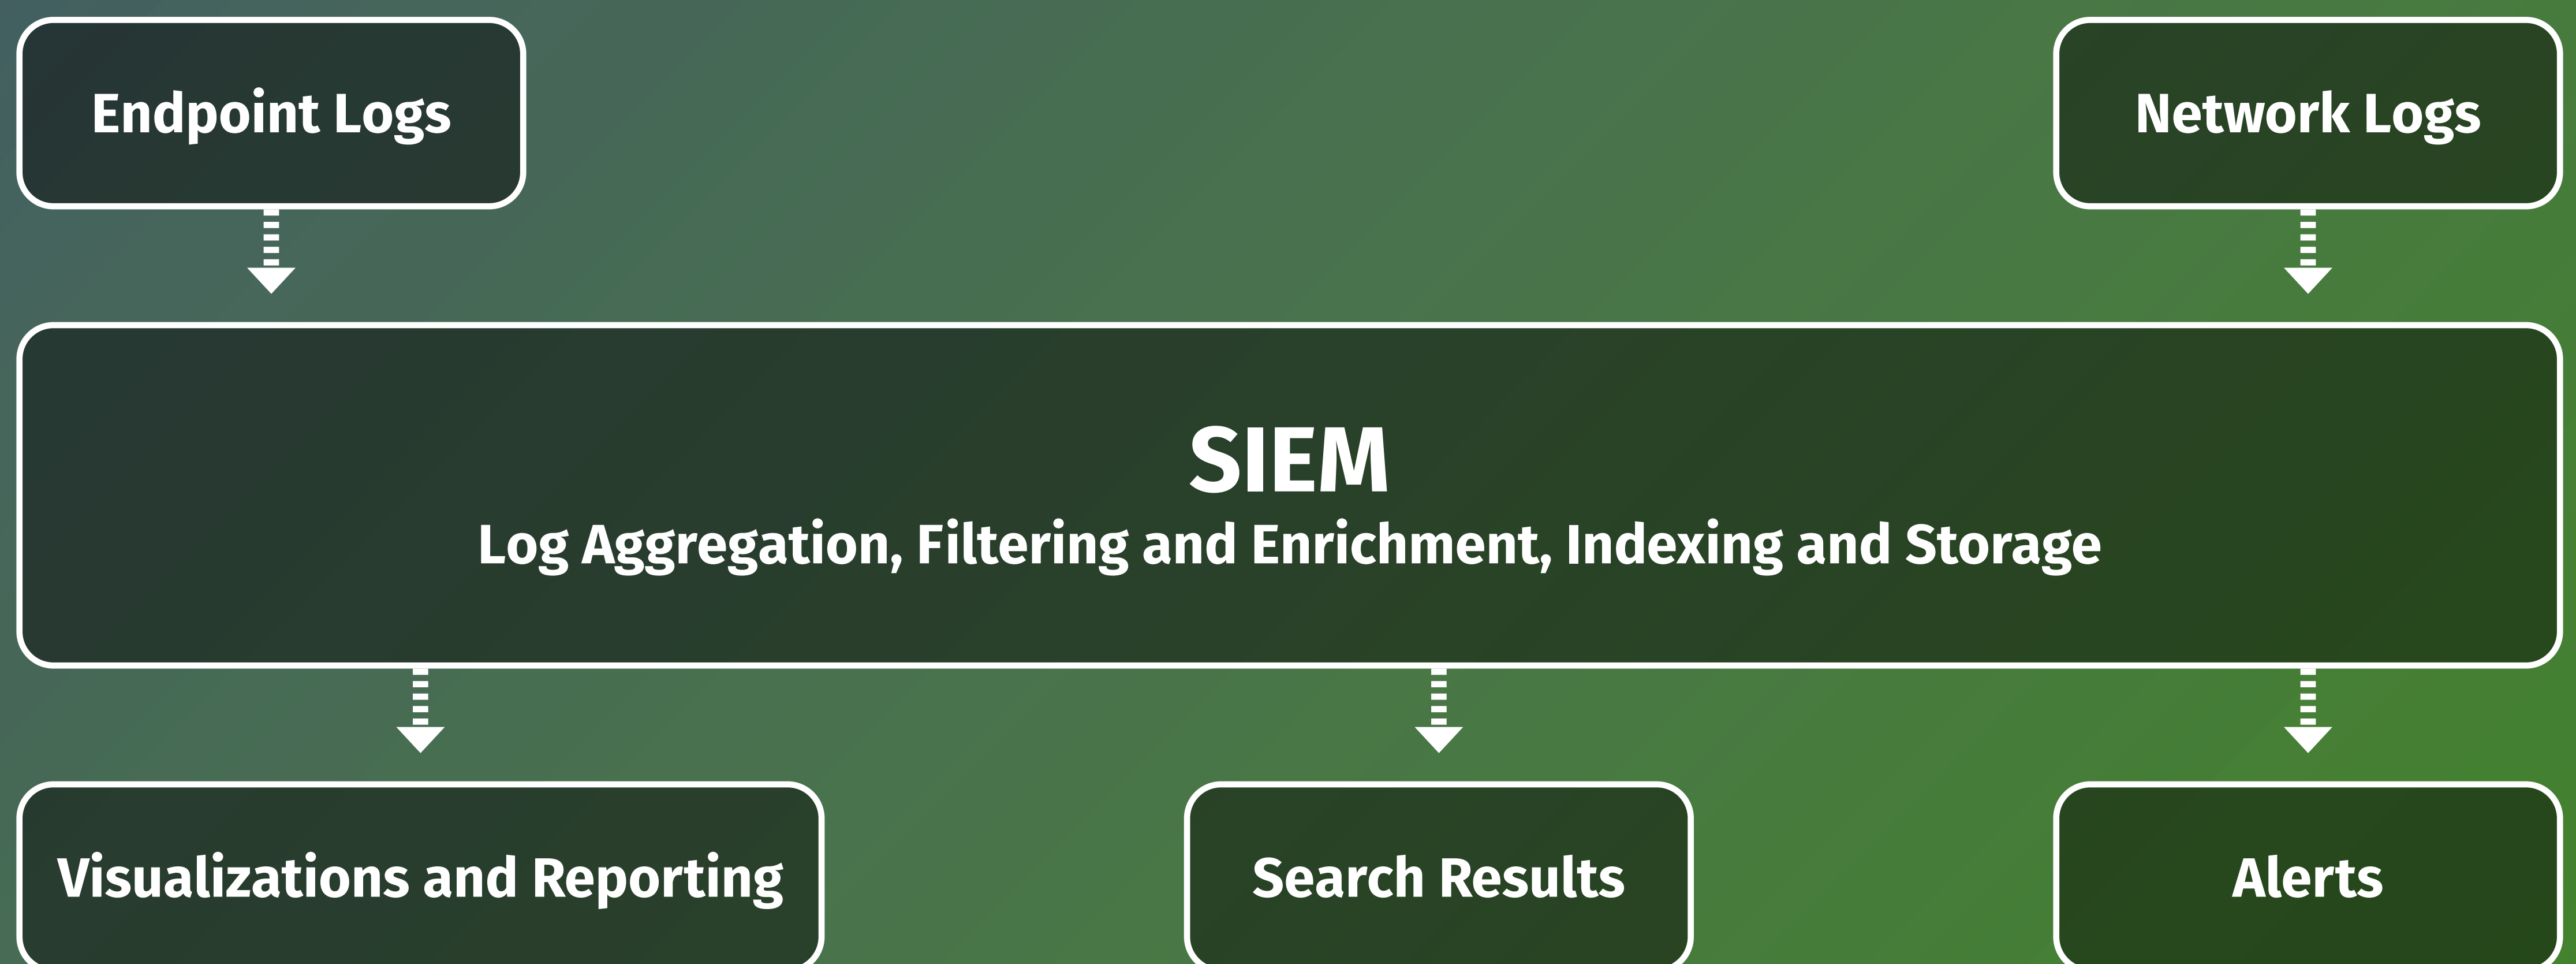 Endpoint Logs
Network Logs
SIEM
Log Aggregation, Filtering and Enrichment, Indexing and Storage
Visualizations and Reporting
Search Results
Alerts